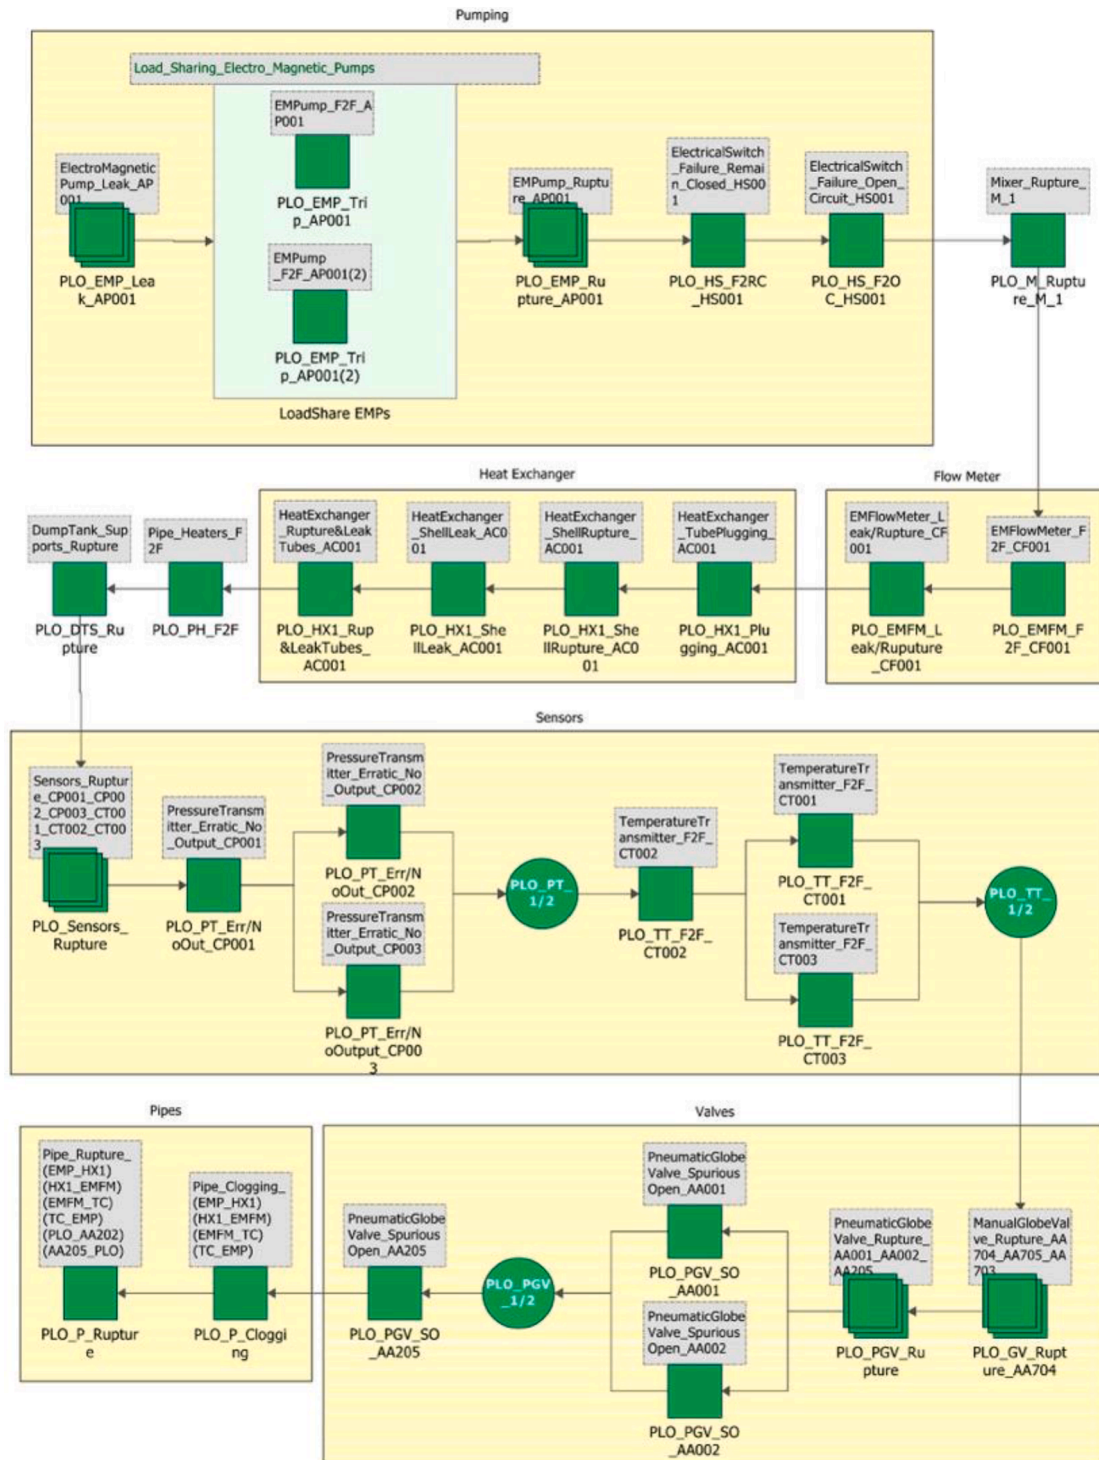 Pumping
Load_Sharing_Electro_Magnetic_Pumps
ElectroMagnetic
Pump_Leak_AP
001
PLO_EMP_Lea
k_AP001
EMPump_F2F_A
P001
PLO_EMP_Tri
p_AP001
EMPump
_F2F_AP001(2)
PLO_EMP_Tri
p_AP001(2)
LoadShare EMPs
EMPump_Ruptu
re_AP001
PLO_EMP_Ru
pture_AP001
ElectricalSwitch
_Failure_Remai
n_Closed_HS00
1
PLO_HS_F2RC
_HS001
ElectricalSwitch
_Failure_Open_
Circuit_HS001
PLO_HS_F2O
C_HS001
Mixer_Rupture_
M_1
PLO_M_Ruptu
re_M_1
Heat Exchanger
Flow Meter
DumpTank_Sup
ports_Rupture
PLO_DTS_Ru
pture
Pipe_Heaters_F
2F
PLO_PH_F2F
HeatExchanger
_Rupture&Leak
Tubes_AC001
PLO_HX1_Rup
&LeakTubes_
AC001
HeatExchanger
_ShellLeak_AC0
01
PLO_HX1_She
llLeak_AC001
HeatExchanger
_ShellRupture_
AC001
PLO_HX1_She
llRupture_AC0
01
HeatExchanger
_TubePlugging
_AC001
PLO_HX1_Plu
gging_AC001
EMFlowMeter_L
eak/Rupture_CF
001
PLO_EMFM_L
eak/Ruputure
_CF001
EMFlowMeter_F
2F_CF001
PLO_EMFM_F
2F_CF001
Sensors
Sensors_Ruptur
e_CP001_CP00
2_CP003_CT00
1_CT002_CT00
3
PLO_Sensors_
Rupture
PressureTransm
itter_Erratic_No
_Output_CP001
PLO_PT_Err/N
oOut_CP001
PressureTransm
itter_Erratic_No
_Output_CP002
PLO_PT_Err/N
oOut_CP002
PressureTransm
itter_Erratic_No
_Output_CP003
PLO_PT_Err/N
oOutput_CP00
3
PLO_PT_
1/2
TemperatureTr
ansmitter_F2F_
CT002
PLO_TT_F2F_
CT002
TemperatureTr
ansmitter_F2F_
CT001
PLO_TT_F2F_
CT001
TemperatureTr
ansmitter_F2F_
CT003
PLO_TT_F2F_
CT003
PLO_TT_
1/2
Pipes
Valves
Pipe_Rupture_
(EMP_HX1)
(HX1_EMFM)
(EMFM_TC)
(TC_EMP)
(PLO_AA202)
(AA205_PLO)
PLO_P_Ruptur
e
Pipe_Clogging_
(EMP_HX1)
(HX1_EMFM)
(EMFM_TC)
(TC_EMP)
PLO_P_Cloggi
ng
PneumaticGlobe
Valve_Spurious
Open_AA205
PLO_PGV_SO
_AA205
PLO_PGV
_1/2
PneumaticGlobe
Valve_Spurious
Open_AA001
PLO_PGV_SO
_AA001
PneumaticGlobe
Valve_Spurious
Open_AA002
PLO_PGV_SO
_AA002
PneumaticGlobe
Valve_Rupture_
AA001_AA002_
AA205
PLO_PGV_Ru
pture
ManualGlobeVal
ve_Rupture_AA
704_AA705_AA
703
PLO_GV_Rupt
ure_AA704